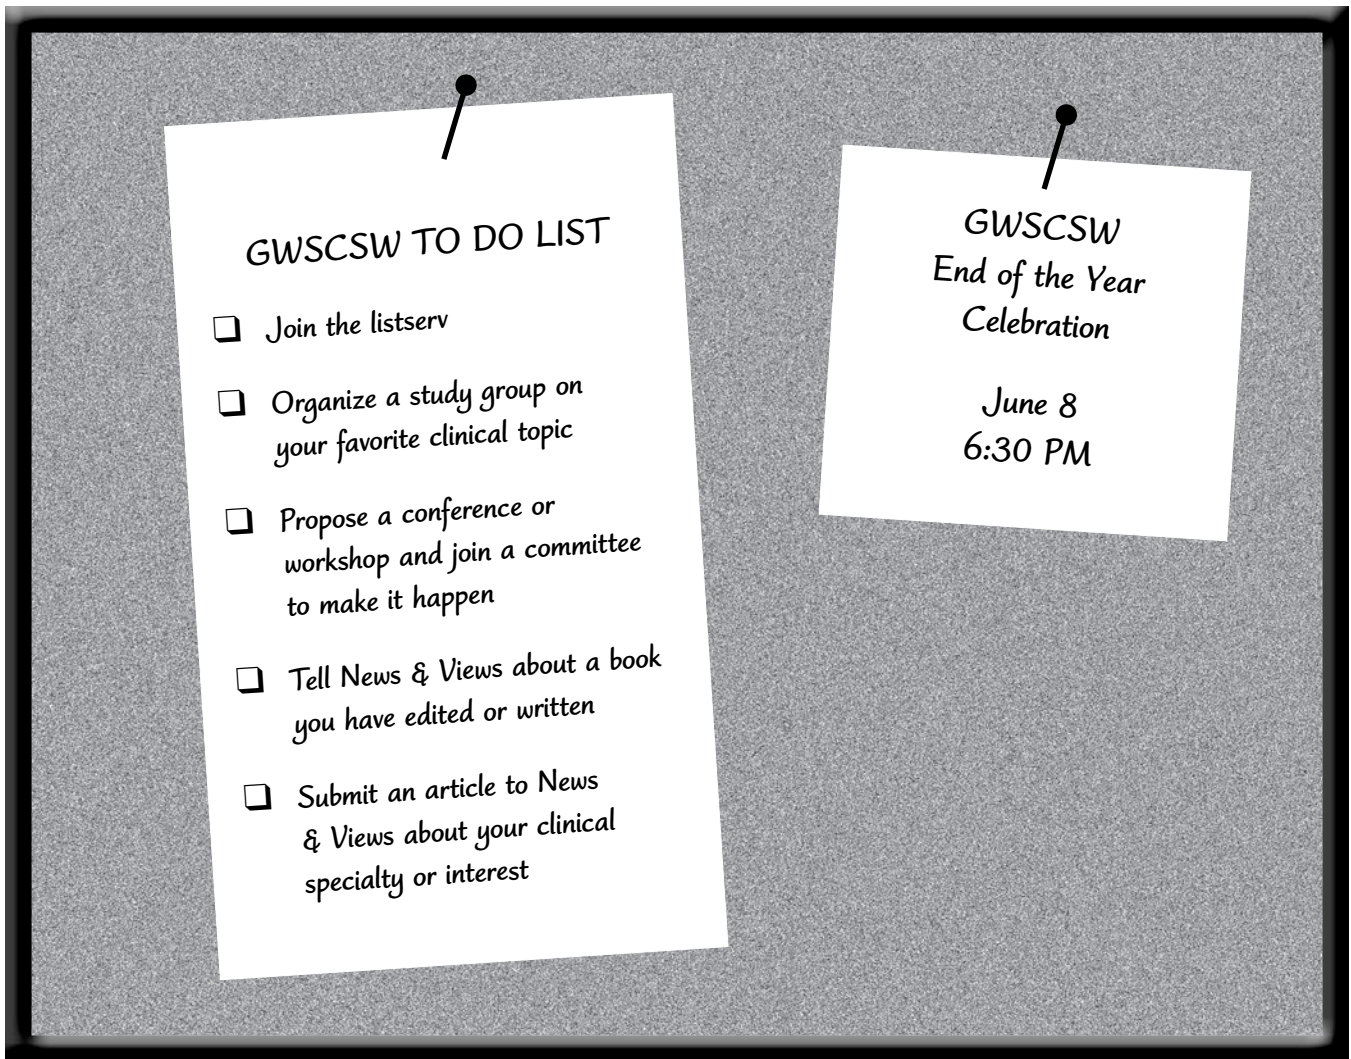 GWSCSW TO DO LIST
❏ Join the listserv
❏ Organize a study group on
your favorite clinical topic
❏ Propose a conference or
workshop and join a committee
to make it happen
❏ Tell News & Views about a book
you have edited or written
❏ Submit an article to News
& Views about your clinical
specialty or interest
GWSCSW
End of the Year
Celebration
June 8
6:30 PM